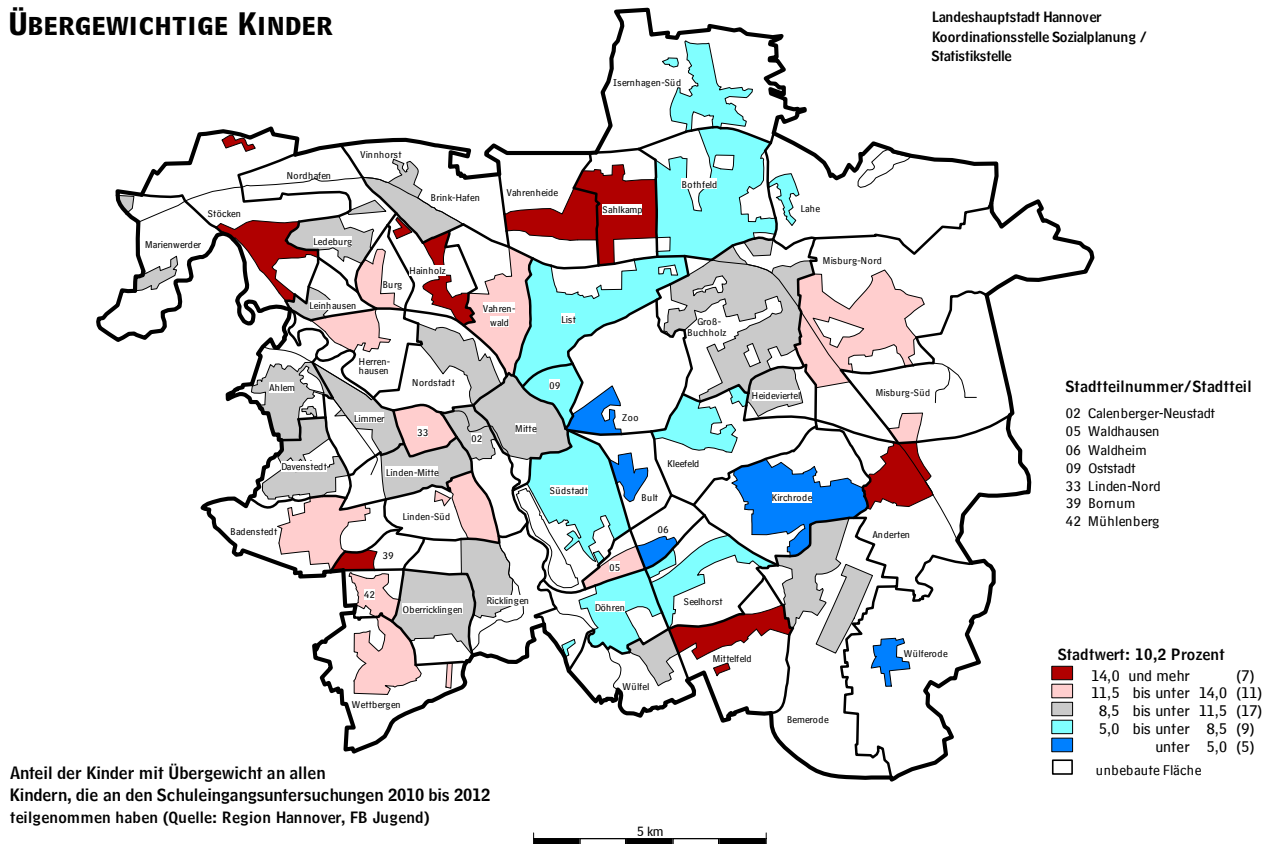 ÜBERGEWICHTIGE KINDER
Landeshauptstadt Hannover
Koordinationsstelle Sozialplanung /
Statistikstelle
Isernhagen-Süd
Vinnhorst
Nordhafen
Bothfeld
Vahrenheide
Brink-Hafen
Sahlkamp
Lahe
Stöcken
Ledeburg
Marienwerder
Misburg-Nord
Hainholz
Burg
Leinhausen
Vahren-
wald
List
Groß-
Buchholz
Herren-
hausen
Nordstadt
Ahlem
09
Heideviertel
Misburg-Süd
Limmer
Zoo
33
02
Mitte
Davenstedt
Linden-Mitte
Kleefeld
Südstadt
Bult
Kirchrode
Linden-Süd
Badenstedt
06
Anderten
39
05
42
Oberricklingen
Ricklingen
Döhren
Seelhorst
Wülferode
Mittelfeld
Wülfel
Wettbergen
Bemerode
Stadtteilnummer/Stadtteil
02 Calenberger-Neustadt
05 Waldhausen
06 Waldheim
09 Oststadt
33 Linden-Nord
39 Bornum
42 Mühlenberg
Stadtwert: 10,2 Prozent
14,0 und mehr (7)
11,5 bis unter 14,0 (11)
8,5 bis unter 11,5 (17)
5,0 bis unter 8,5 (9)
unter 5,0 (5)
unbebaute Fläche
Anteil der Kinder mit Übergewicht an allen
Kindern, die an den Schuleingangsuntersuchungen 2010 bis 2012
teilgenommen haben (Quelle: Region Hannover, FB Jugend)
5 km